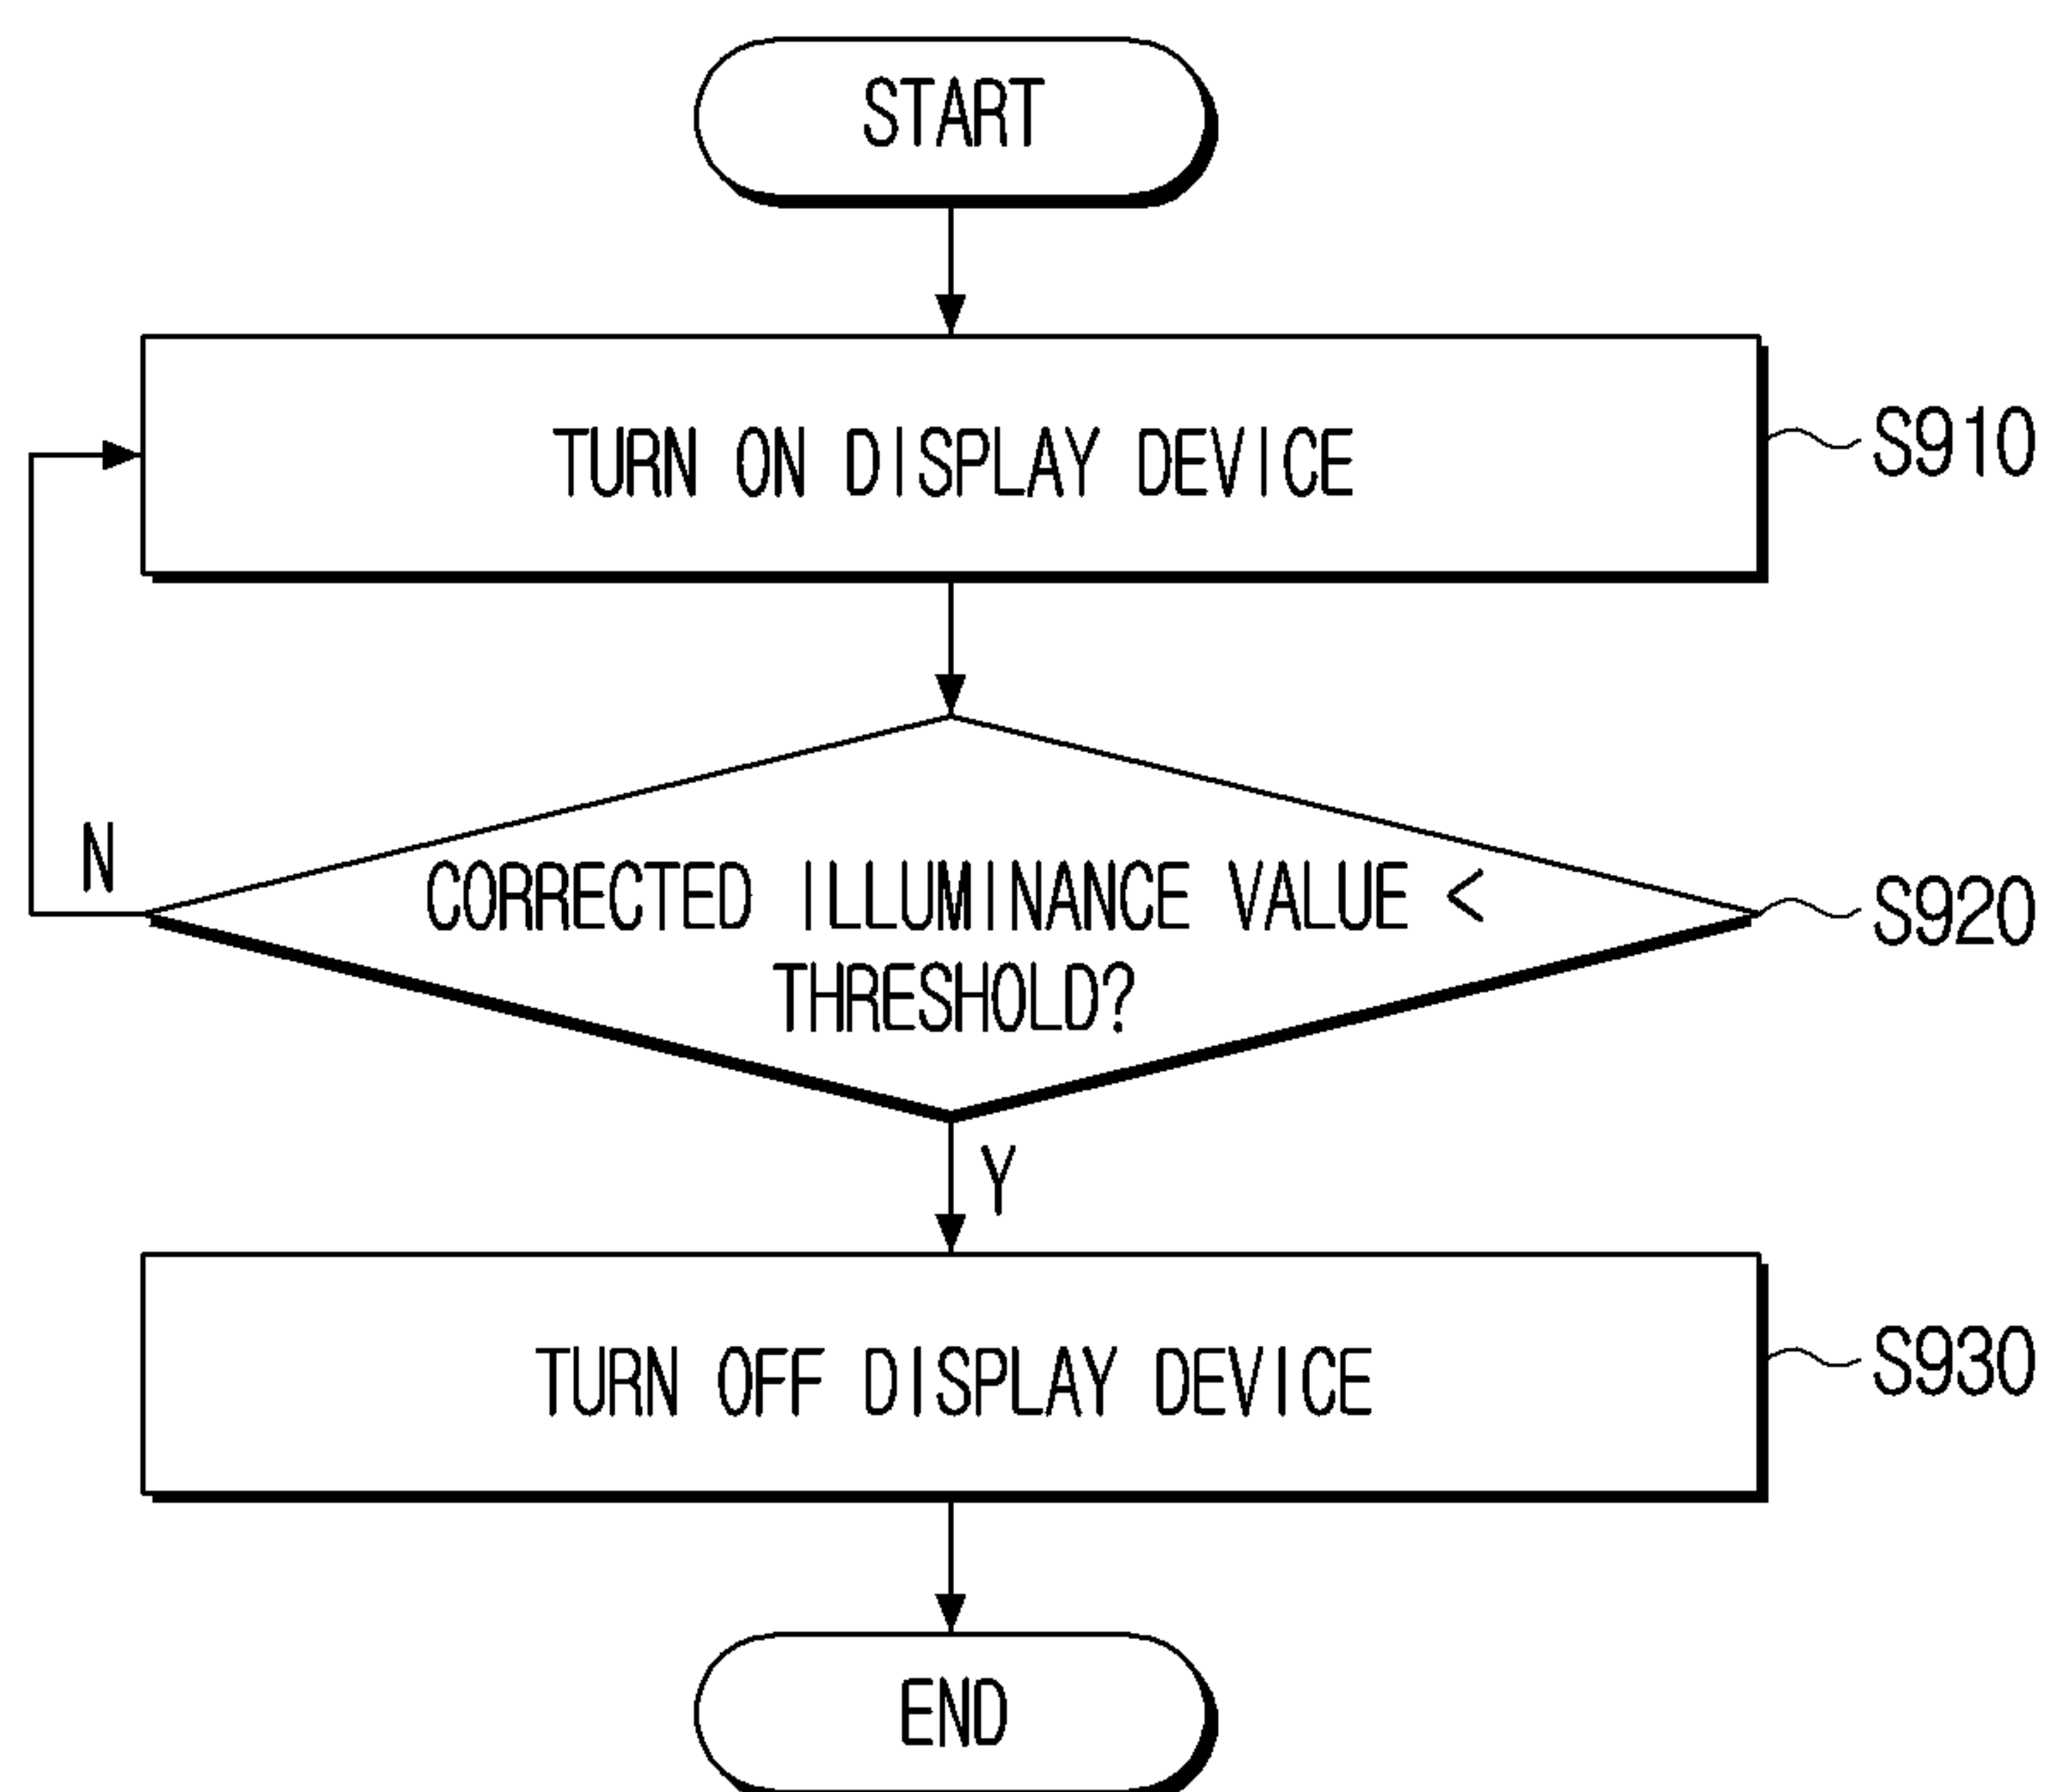 START
TURN ON DISPLAY DEVICE
S910
N
CORRECTED ILLUMINANCE VALUE <
THRESHOLD?
S920
Y
TURN OFF DISPLAY DEVICE
S930
END